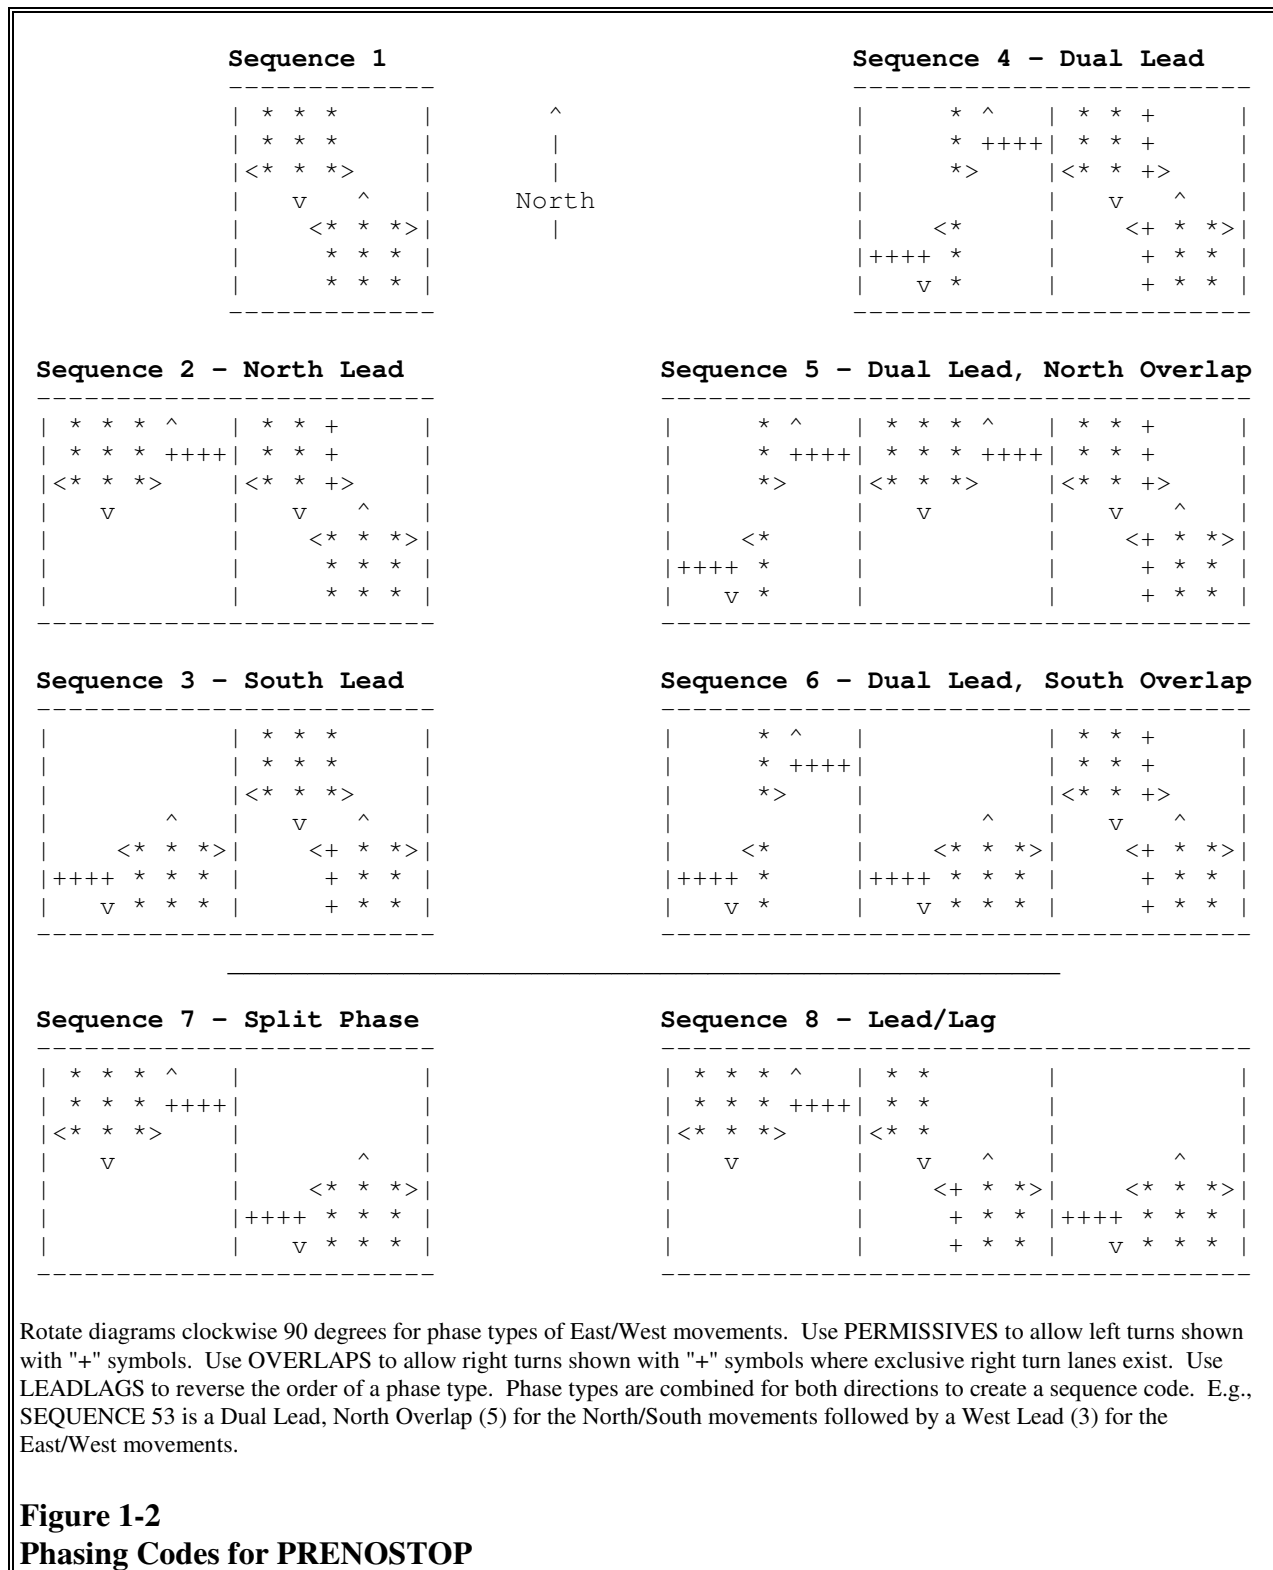 Sequence 1                              Sequence 4 - Dual Lead
            -------------                          -------------------------
            |  * * *     |       ^                 |     * ^   | * * +     |
            |  * * *     |       |                 |     * ++++| * * +     |
            |<* * *>     |       |                 |     *>    |<* * +>    |
            |   v   ^    |     North               |           |   v   ^   |
            |    <* * *>|       |                 |    <*     |    <+ * *>|
            |     * * * |                         |++++ *     |     + * * |
            |     * * * |                         |   v *     |     + * * |
            -------------                          -------------------------
Sequence 2 - North Lead                Sequence 5 - Dual Lead, North Overlap
-------------------------              -------------------------------------
| * * * ^   | * * +     |              |     * ^   | * * * ^   | * * +     |
| * * * ++++| * * +     |              |     * ++++| * * * ++++| * * +     |
|<* * *>    |<* * +>    |              |     *>    |<* * *>    |<* * +>    |
|   v       |   v   ^   |              |           |   v       |   v   ^   |
|           |    <* * *>|              |    <*     |           |    <+ * *>|
|           |     * * * |              |++++ *     |           |     + * * |
|           |     * * * |              |   v *     |           |     + * * |
-------------------------              -------------------------------------
Sequence 3 - South Lead                Sequence 6 - Dual Lead, South Overlap
-------------------------              -------------------------------------
|           | * * *     |              |     * ^   |           | * * +     |
|           | * * *     |              |     * ++++|           | * * +     |
|           |<* * *>    |              |     *>    |           |<* * +>    |
|       ^   |   v   ^   |              |           |       ^   |   v   ^   |
|    <* * *>|    <+ * *>|              |    <*     |    <* * *>|    <+ * *>|
|++++ * * * |     + * * |              |++++ *     |++++ * * * |     + * * |
|   v * * * |     + * * |              |   v *     |   v * * * |     + * * |
-------------------------              -------------------------------------
Sequence 7 - Split Phase               Sequence 8 - Lead/Lag
-------------------------              -------------------------------------
| * * * ^   |           |              | * * * ^   | * *       |           |
| * * * ++++|           |              | * * * ++++| * *       |           |
|<* * *>    |           |              |<* * *>    |<* *       |           |
|   v       |       ^   |              |   v       |   v   ^   |       ^   |
|           |    <* * *>|              |           |    <+ * *>|    <* * *>|
|           |++++ * * * |              |           |     + * * |++++ * * * |
|           |   v * * * |              |           |     + * * |   v * * * |
-------------------------              -------------------------------------
Rotate diagrams clockwise 90 degrees for phase types of East/West movements.  Use PERMISSIVES to allow left turns shown
with "+" symbols.  Use OVERLAPS to allow right turns shown with "+" symbols where exclusive right turn lanes exist.  Use
LEADLAGS to reverse the order of a phase type.  Phase types are combined for both directions to create a sequence code.  E.g.,
SEQUENCE 53 is a Dual Lead, North Overlap (5) for the North/South movements followed by a West Lead (3) for the
East/West movements.
Figure 1-2
Phasing Codes for PRENOSTOP